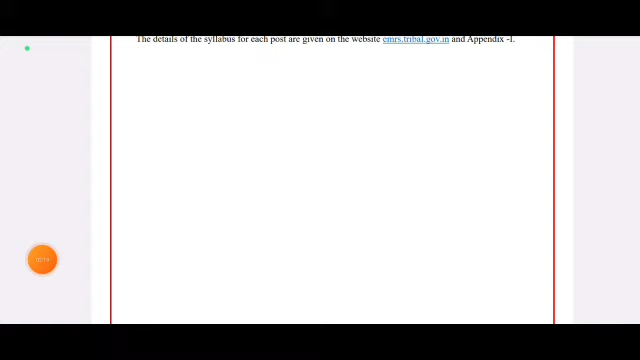 The details of the syllabus for each post are given on the website emrs.tribal.gov.in and Appendix -I.